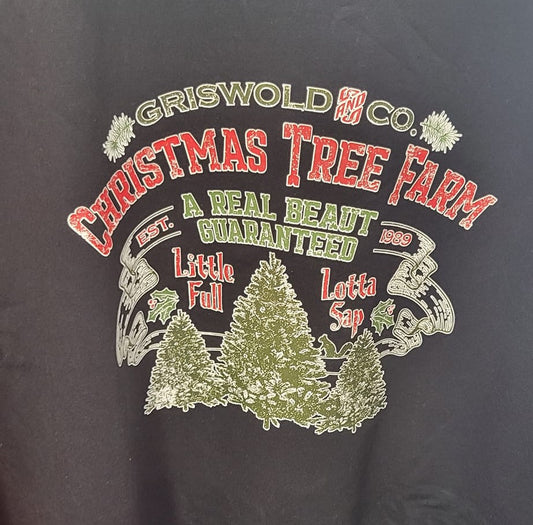 GRISWOLD AND CO.
CHRISTMAS TREE FARM
A REAL BEAUT
GUARANTEED
EST. 1989
Little
Full
Lotta
Sap